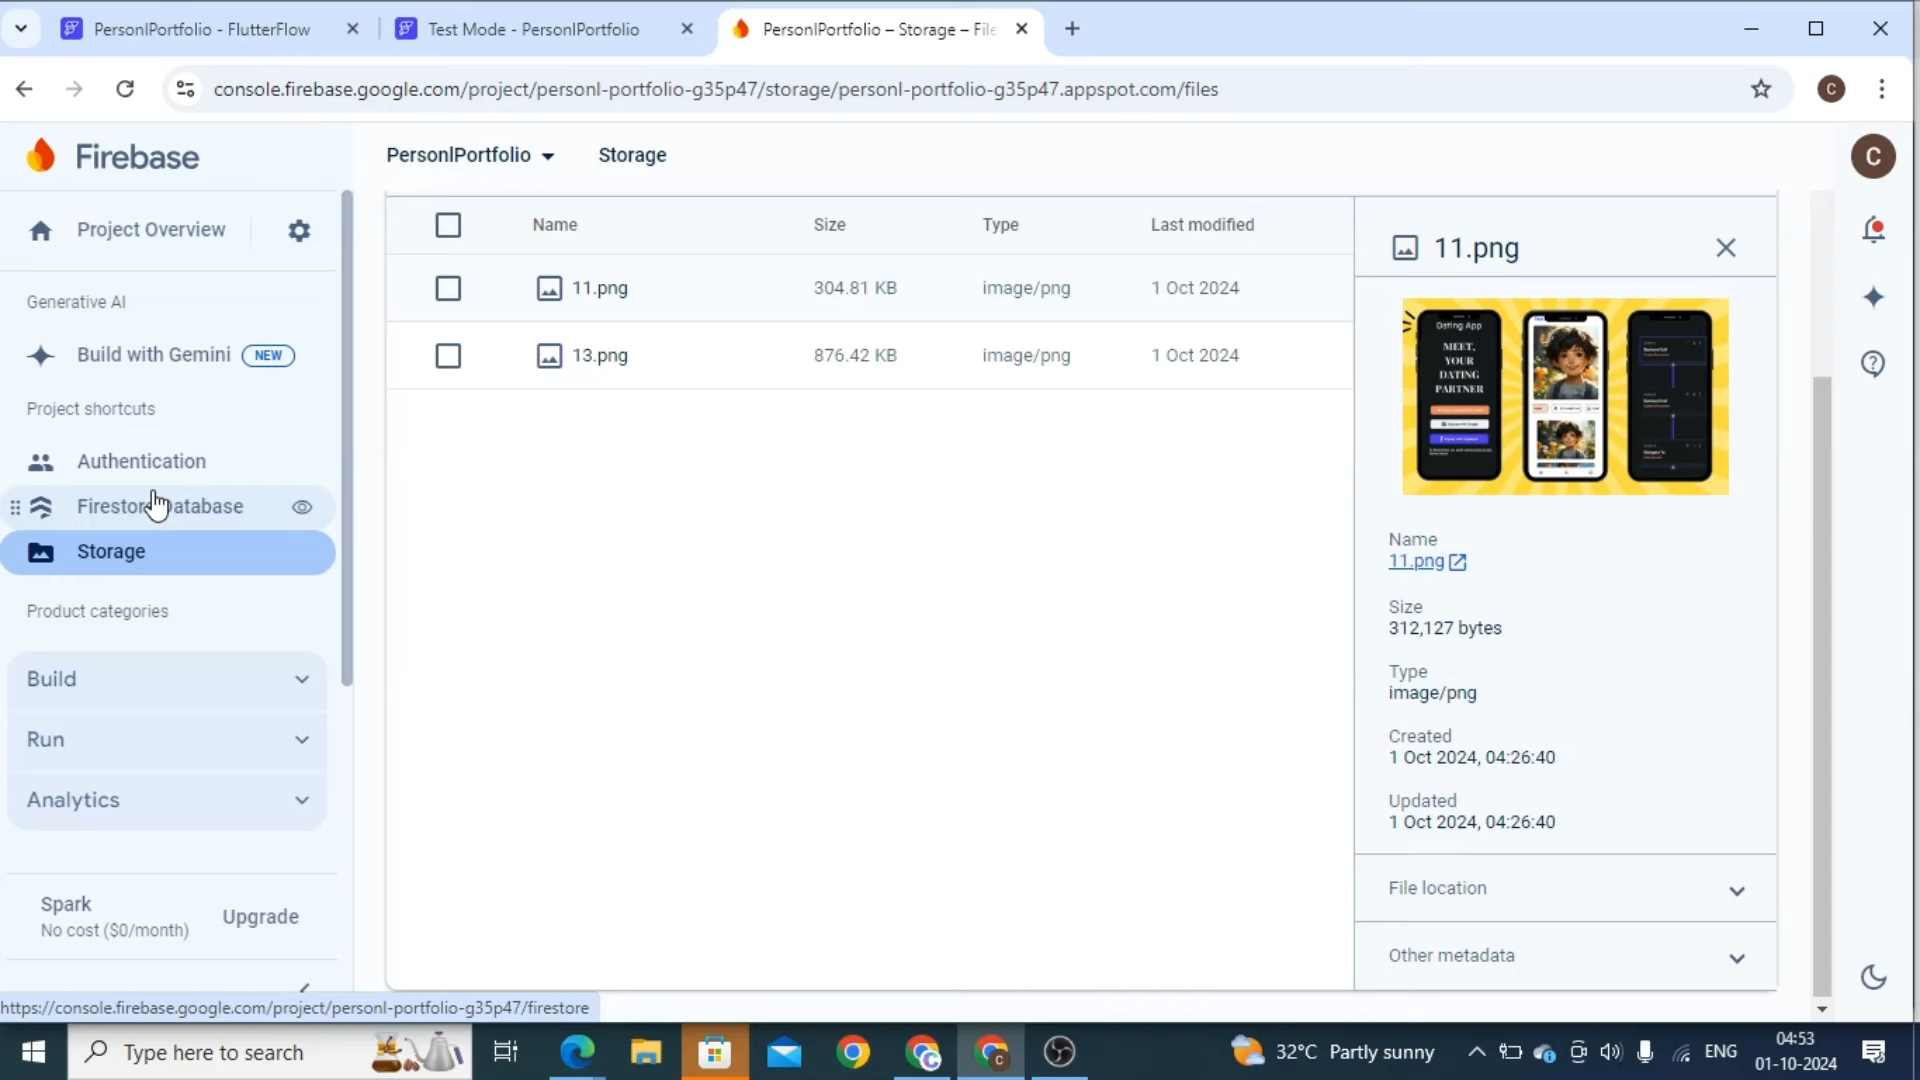 PersonlPortfolio - FlutterFlow
Test Mode - PersonlPortfolio
PersonlPortfolio – Storage – File
console.firebase.google.com/project/personl-portfolio-g35p47/storage/personl-portfolio-g35p47.appspot.com/files
C
Firebase
PersonlPortfolio
Storage
C
Project Overview
Name
Size
Type
Last modified
11.png
Generative AI
11.png
304.81 KB
image/png
1 Oct 2024
Build with Gemini
NEW
13.png
876.42 KB
image/png
1 Oct 2024
Dating App
MEET,
YOUR
DATING
PARTNER
Project shortcuts
Authentication
Firestore Database
Storage
Name
11.png
Product categories
Size
312,127 bytes
Build
Type
image/png
Run
Created
1 Oct 2024, 04:26:40
Analytics
Updated
1 Oct 2024, 04:26:40
Spark
No cost ($0/month)
Upgrade
File location
Other metadata
https://console.firebase.google.com/project/personl-portfolio-g35p47/firestore
Type here to search
32°C Partly sunny
ENG
04:53
01-10-2024